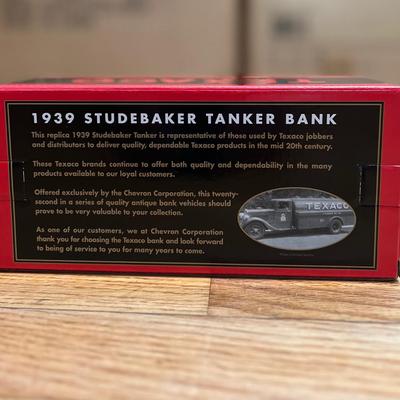 1939 STUDEBAKER TANKER BANK
This replica 1939 Studebaker Tanker is representative of those used by Texaco jobbers
and distributors to deliver quality, dependable Texaco products in the mid 20th century.
These Texaco brands continue to offer both quality and dependability in the many
products available to our loyal customers.
Offered exclusively by the Chevron Corporation, this twenty-
second in a series of quality antique bank vehicles should
prove to be very valuable to your collection.
TEXACO
As one of our customers, we at Chevron Corporation
thank you for choosing the Texaco bank and look forward
to being of service to you for many years to come.